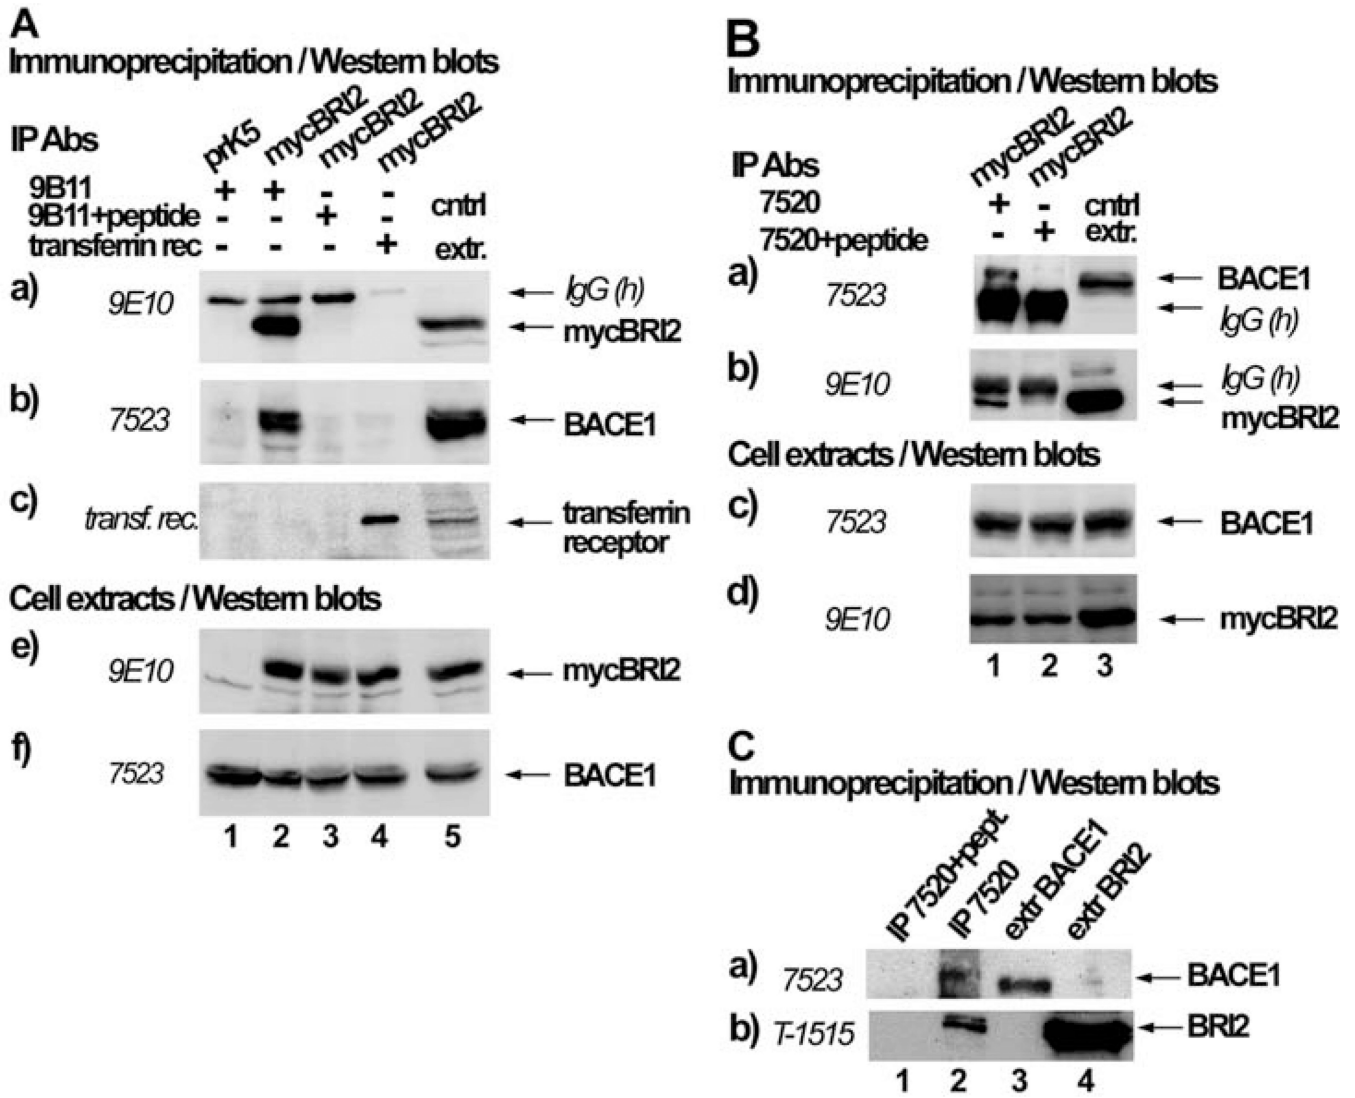 A
Immunoprecipitation / Western blots
IP Abs
prK5 mycBRI2 mycBRI2 mycBRI2
9B11 + + - -
cntrl
9B11+peptide - - + -
transferrin rec - - - + extr.
a) 9E10 IgG (h)
mycBRI2
b) 7523 BACE1
c) transf. rec. transferrin
receptor
Cell extracts / Western blots
e) 9E10 mycBRI2
f) 7523 BACE1
1 2 3 4 5
B
Immunoprecipitation / Western blots
mycBRI2 mycBRI2
IP Abs
7520 + - cntrl
7520+peptide - + extr.
a) 7523 BACE1
IgG (h)
b) 9E10 IgG (h)
mycBRI2
Cell extracts / Western blots
c) 7523 BACE1
d) 9E10 mycBRI2
1 2 3
C
Immunoprecipitation / Western blots
IP 7520+pept. IP 7520 extr BACE1 extr BRI2
a) 7523 BACE1
b) T-1515 BRI2
1 2 3 4